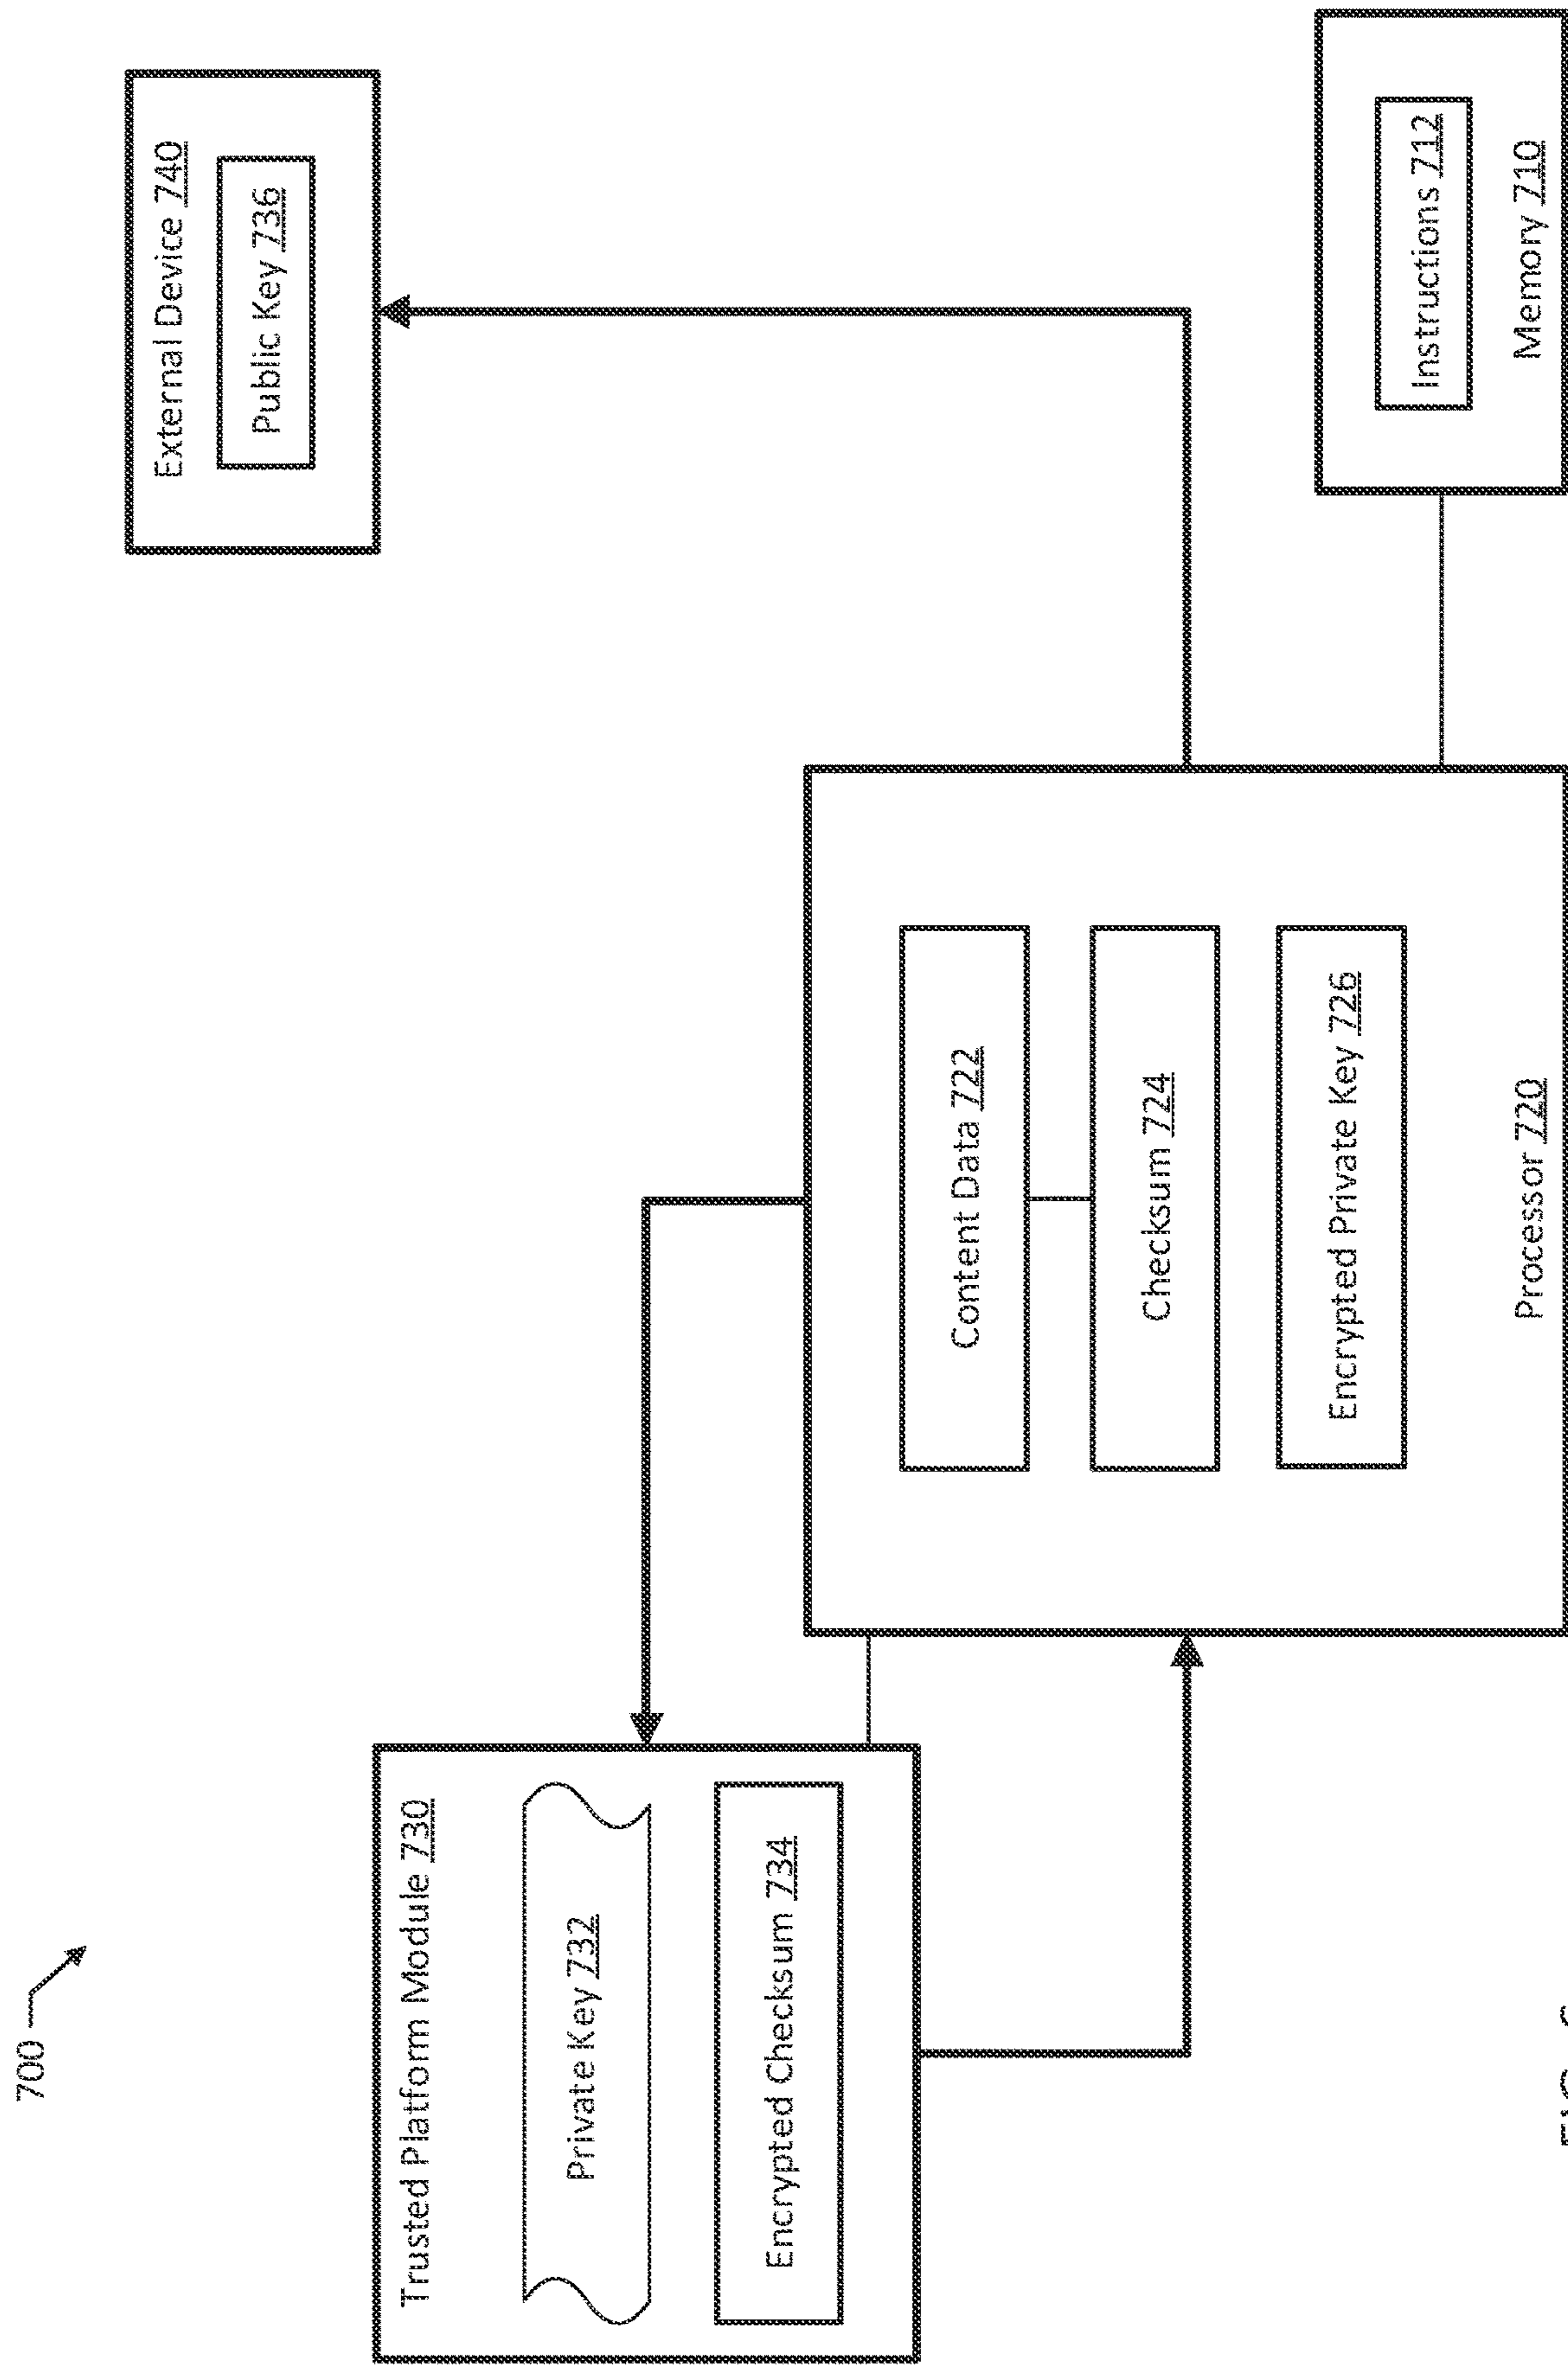 700
Trusted Platform Module 730
Private Key 732
Encrypted Checksum 734
External Device 740
Public Key 736
Content Data 722
Checksum 724
Encrypted Private Key 726
Processor 720
Instructions 712
Memory 710